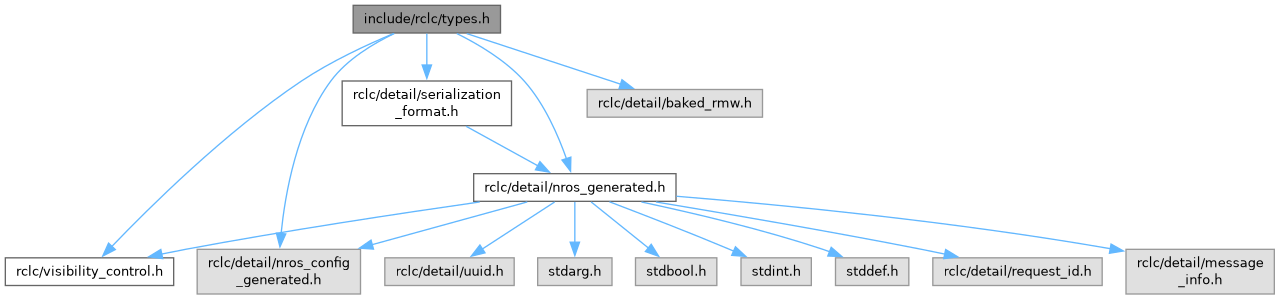 include/rclc/types.h
rclc/detail/serialization
_format.h
rclc/detail/baked_rmw.h
rclc/detail/nros_generated.h
rclc/visibility_control.h
rclc/detail/nros_config
_generated.h
rclc/detail/uuid.h
stdarg.h
stdbool.h
stdint.h
stddef.h
rclc/detail/request_id.h
rclc/detail/message
_info.h